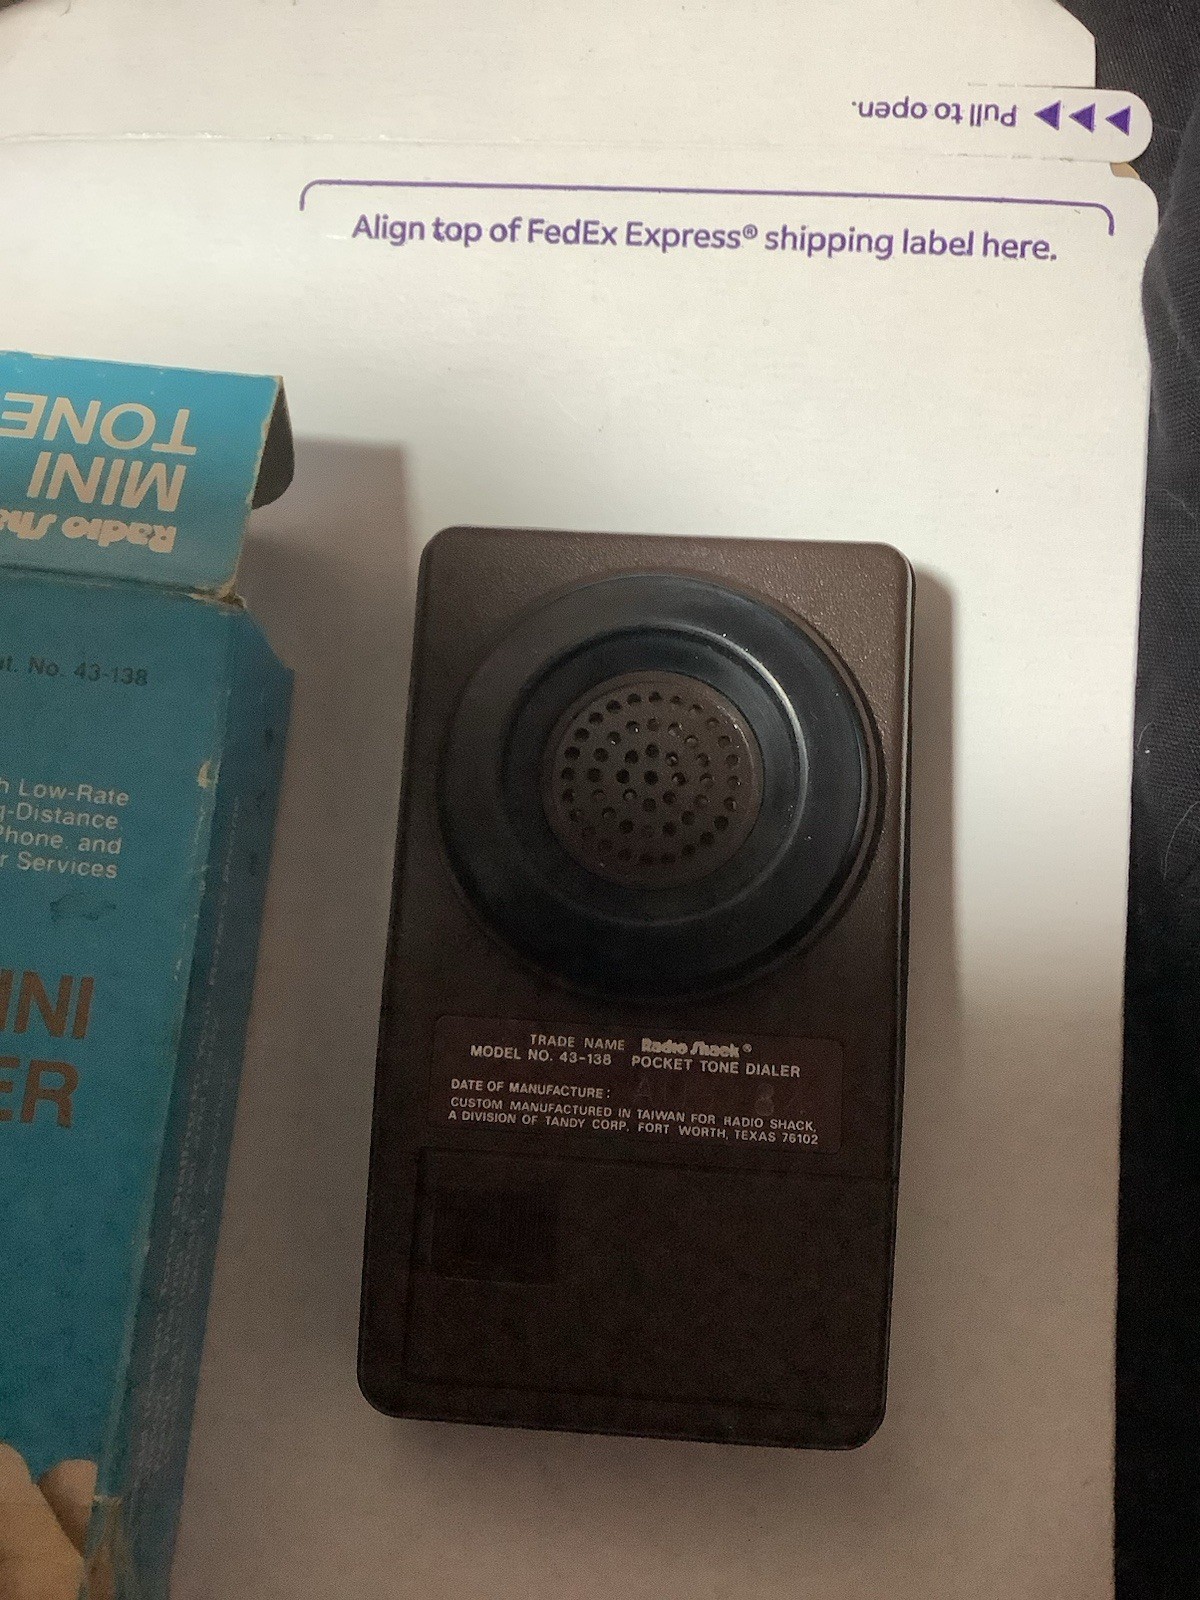 Pull to open.
Align top of FedEx Express® shipping label here.
TONE
MINI
Radio Sha
t. No. 43-138
h Low-Rate
g-Distance
Phone, and
r Services
INI
ER
TRADE NAME Radio Shack®
MODEL NO. 43-138 POCKET TONE DIALER
DATE OF MANUFACTURE:
CUSTOM MANUFACTURED IN TAIWAN FOR RADIO SHACK,
A DIVISION OF TANDY CORP. FORT WORTH, TEXAS 76102